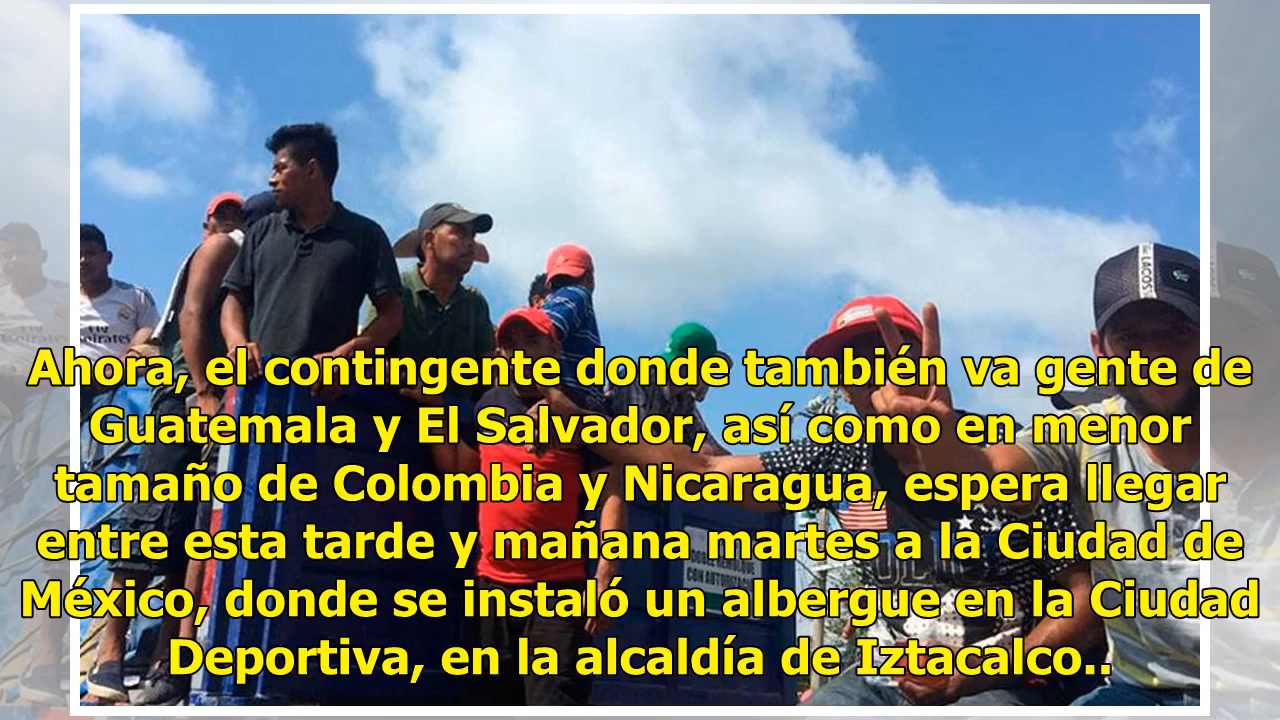 Ahora, el contingente donde también va gente de
Guatemala y El Salvador, así como en menor
tamaño de Colombia y Nicaragua, espera llegar
entre esta tarde y mañana martes a la Ciudad de
México, donde se instaló un albergue en la Ciudad
Deportiva, en la alcaldía de Iztacalco..